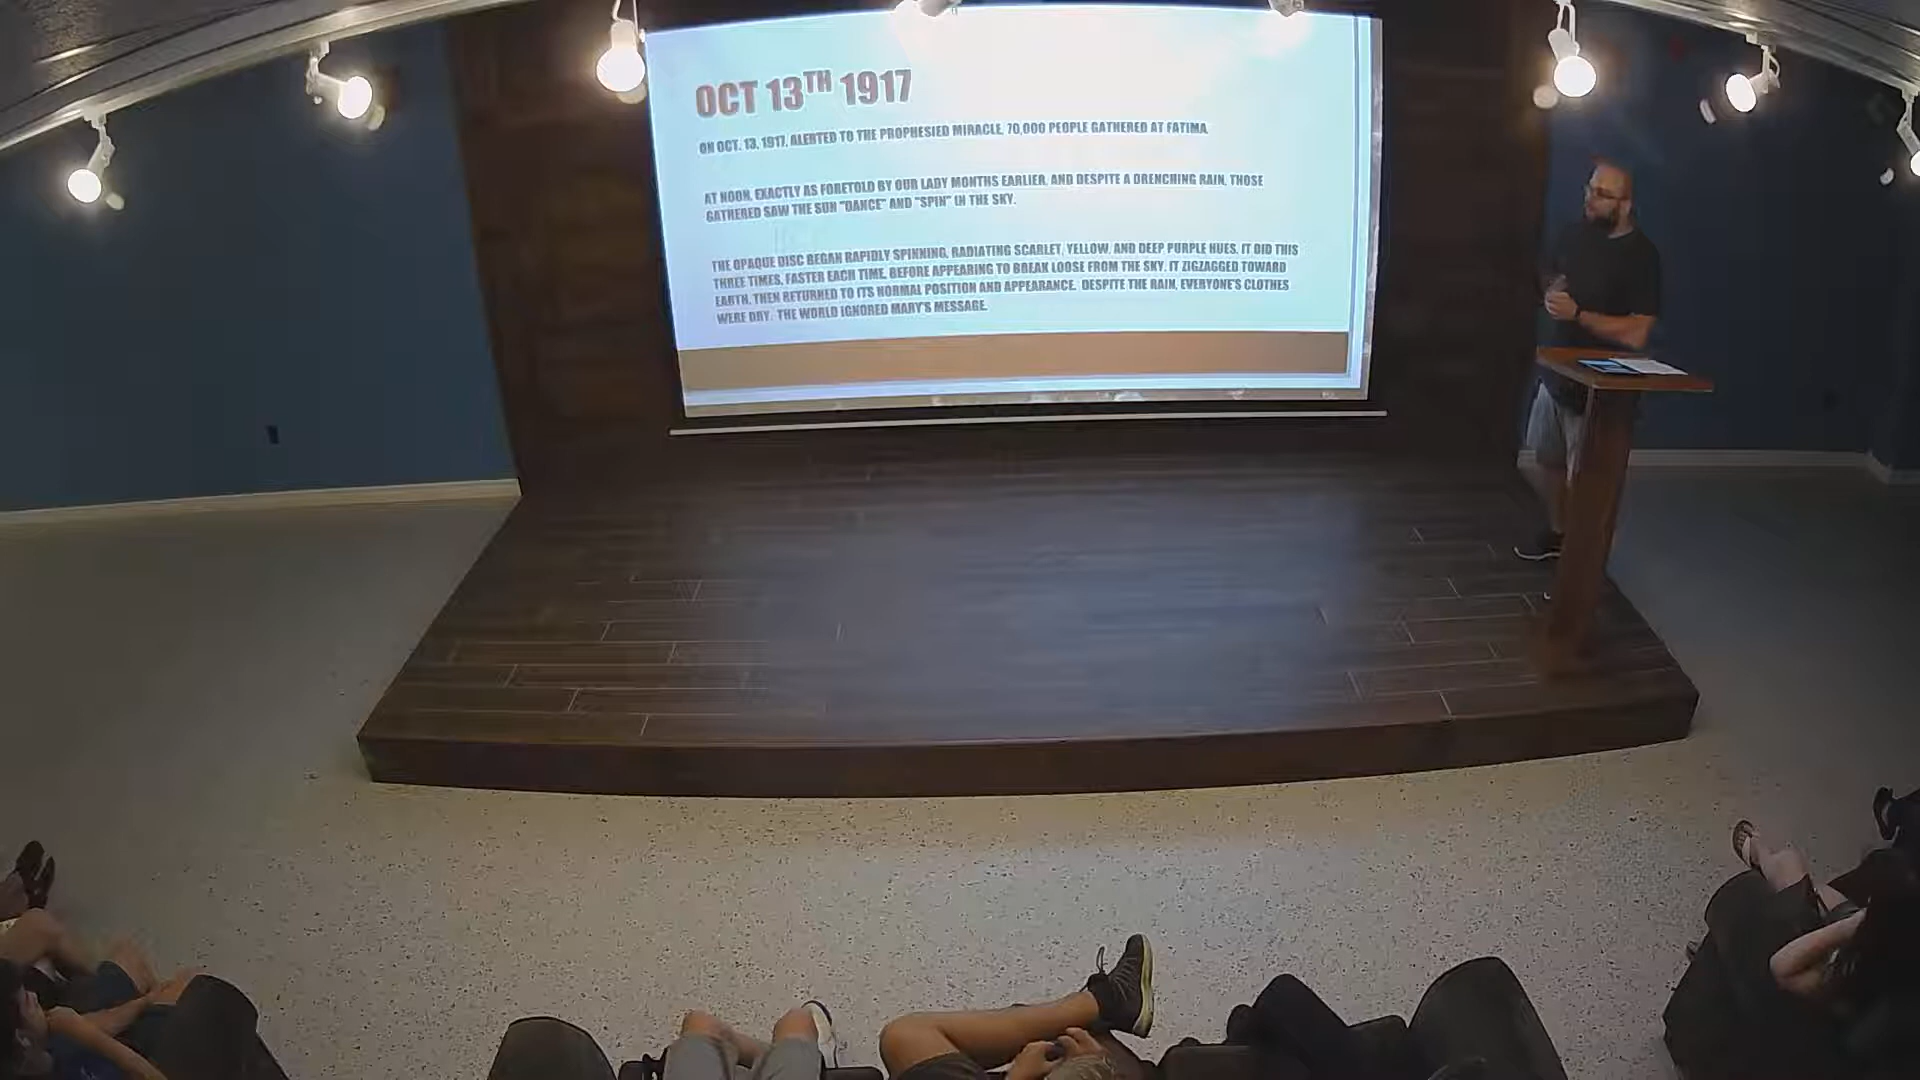 OCT 13TH 1917
ON OCT. 13, 1917, ALERTED TO THE PROPHESIED MIRACLE, 70,000 PEOPLE GATHERED AT FATIMA.
AT NOON, EXACTLY AS FORETOLD BY OUR LADY MONTHS EARLIER, AND DESPITE A DRENCHING RAIN, THOSE
GATHERED SAW THE SUN "DANCE" AND "SPIN" IN THE SKY.
THE OPAQUE DISC BEGAN RAPIDLY SPINNING, RADIATING SCARLET, YELLOW, AND DEEP PURPLE HUES. IT DID THIS
THREE TIMES, FASTER EACH TIME, BEFORE APPEARING TO BREAK LOOSE FROM THE SKY. IT ZIGZAGGED TOWARD
EARTH, THEN RETURNED TO ITS NORMAL POSITION AND APPEARANCE. DESPITE THE RAIN, EVERYONE'S CLOTHES
WERE DRY. THE WORLD IGNORED MARY'S MESSAGE.